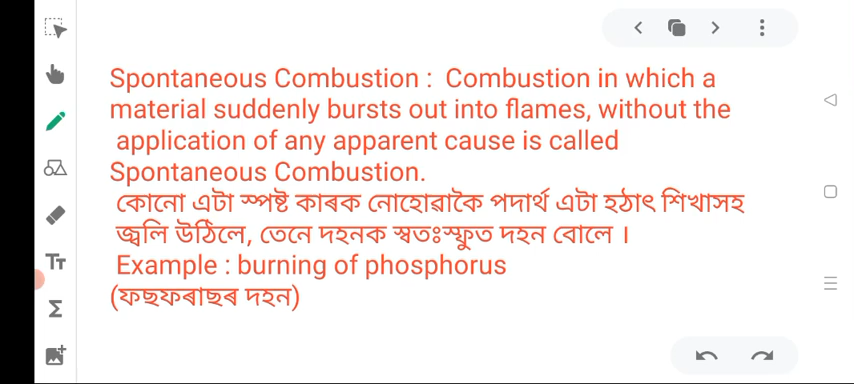 Spontaneous Combustion : Combustion in which a
material suddenly bursts out into flames, without the
application of any apparent cause is called
Spontaneous Combustion.
কোনো এটা স্পষ্ট কাৰক নোহোৱাকৈ পদাৰ্থ এটা হঠাৎ শিখাসহ
জ্বলি উঠিলে, তেনে দহনক স্বতঃস্ফুত দহন বোলে ।
Example : burning of phosphorus
(ফছফৰাছৰ দহন)
Tт
Σ